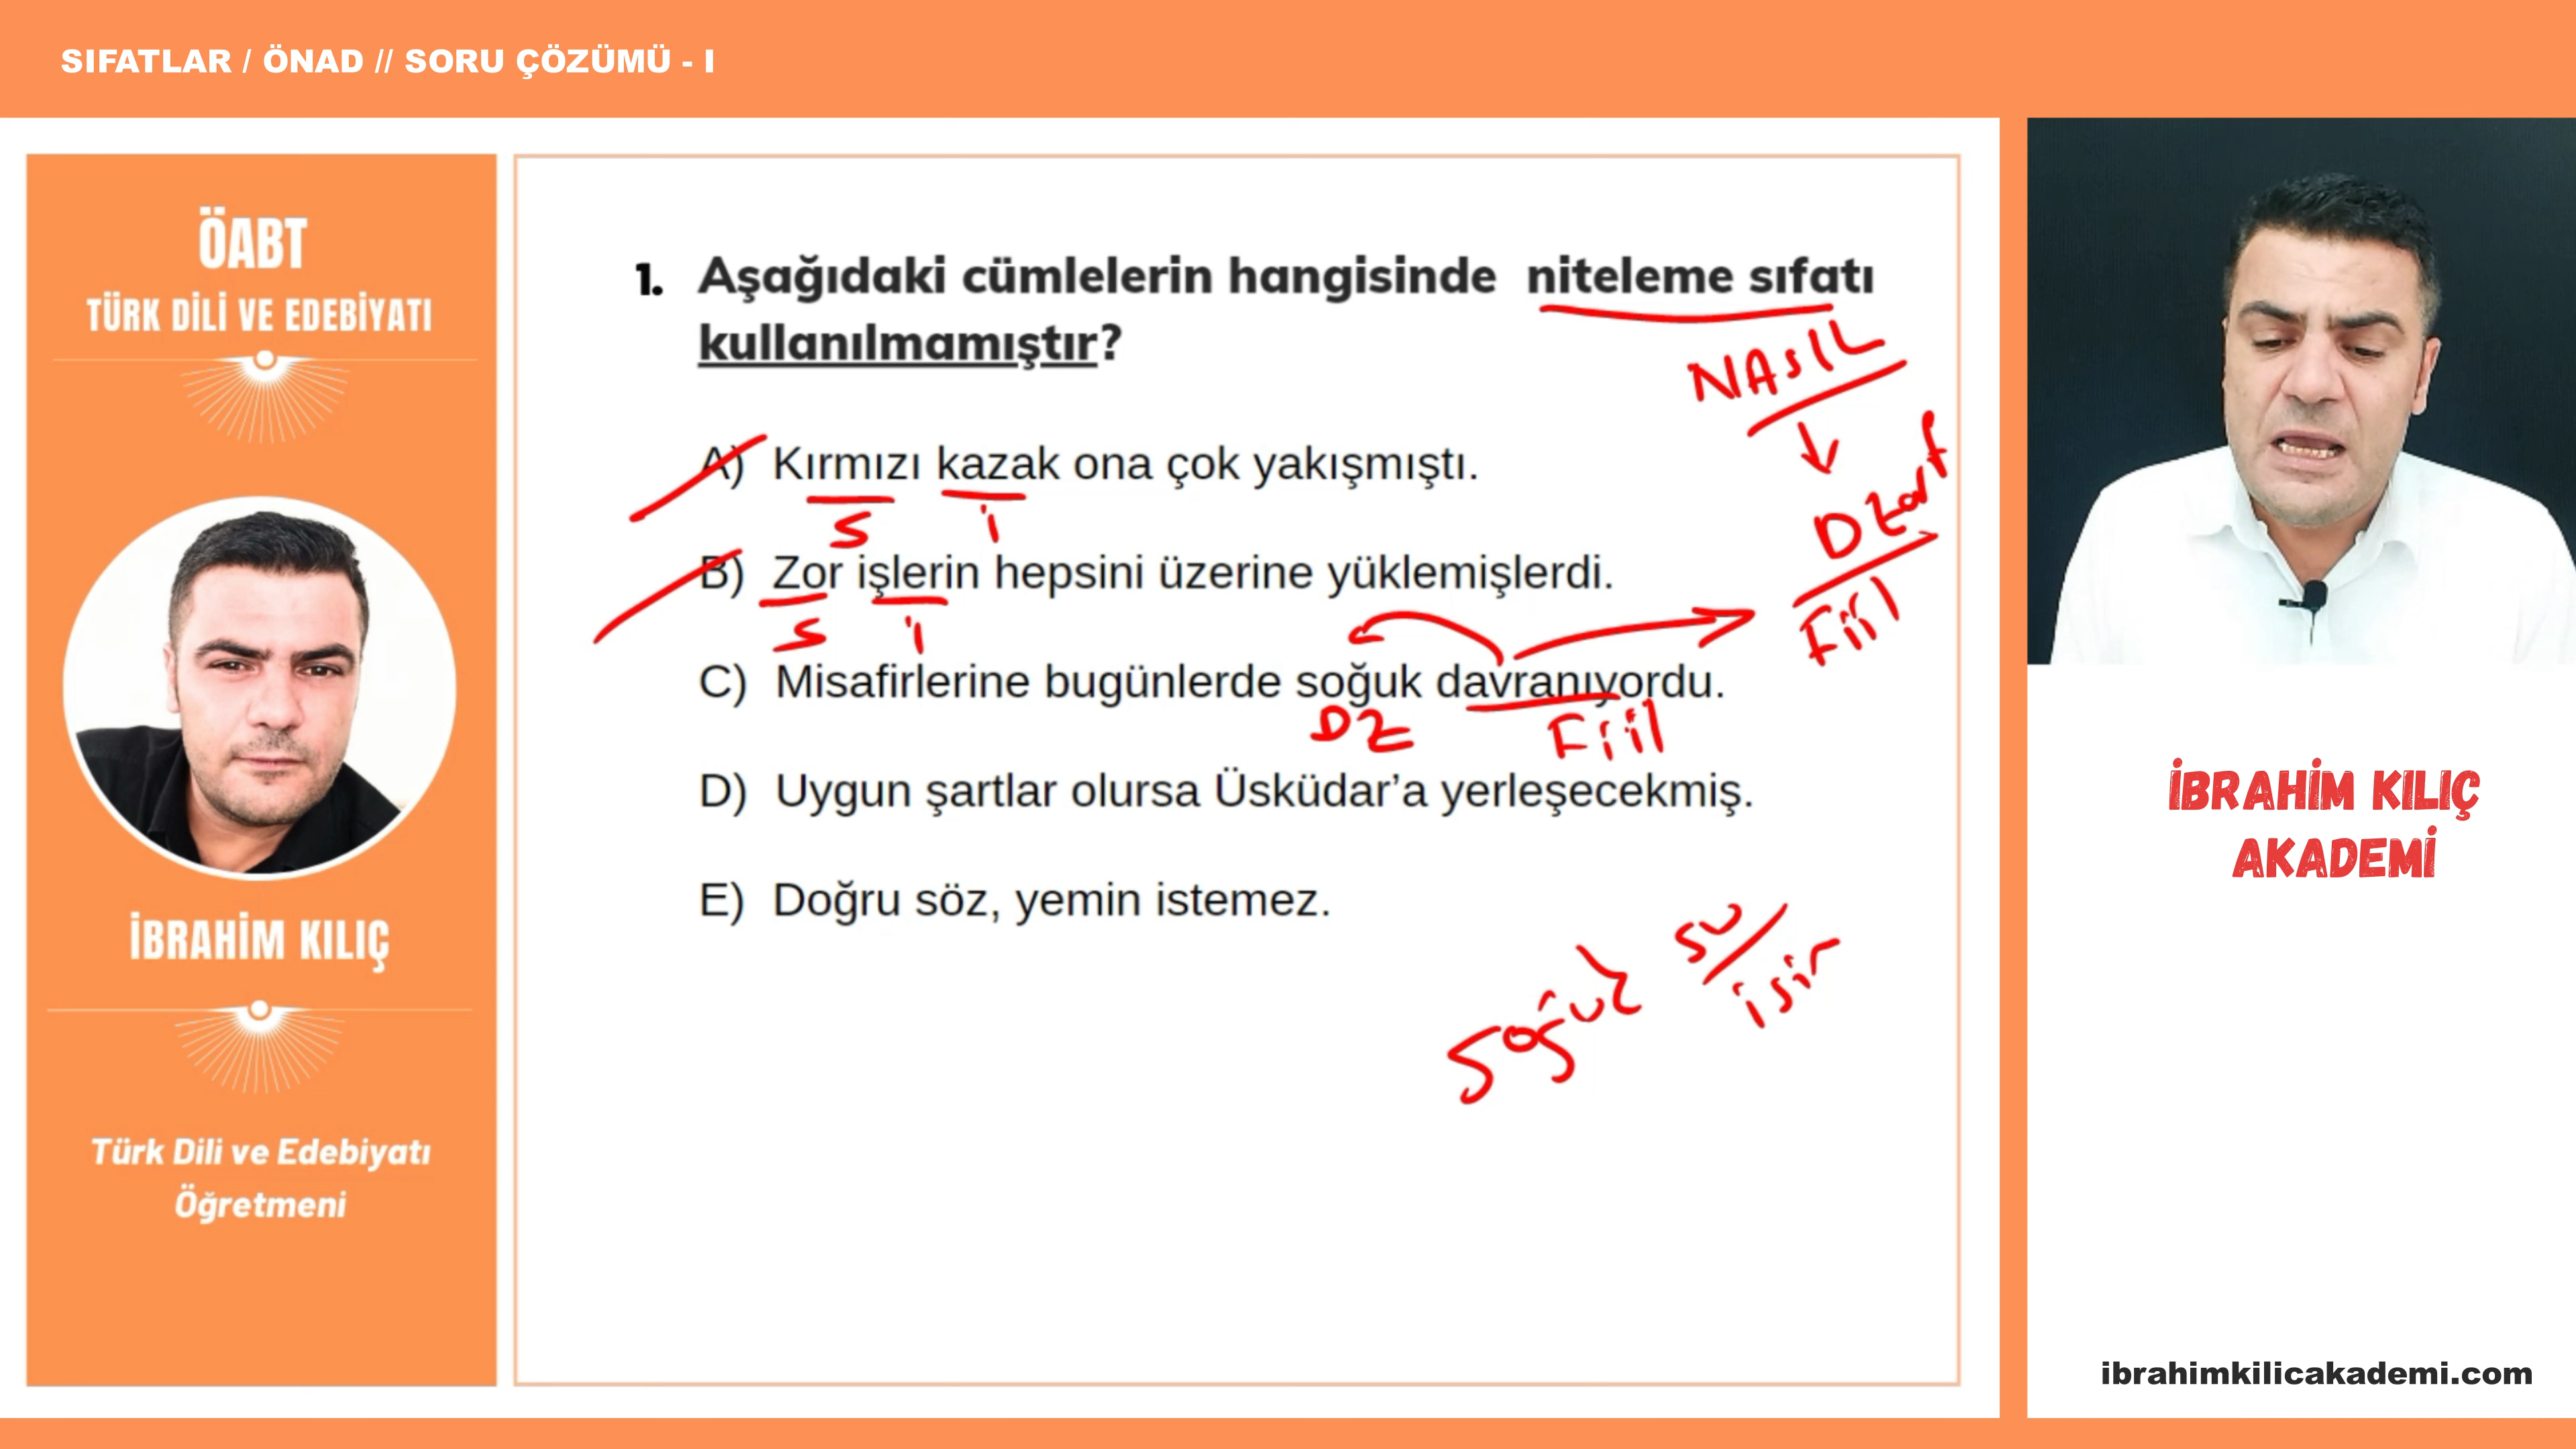 SIFATLAR / ÖNAD // SORU ÇÖZÜMÜ - I
ÖABT
TÜRK DİLİ VE EDEBİYATI
İBRAHİM KILIÇ
Türk Dili ve Edebiyatı
Öğretmeni
1. Aşağıdaki cümlelerin hangisinde niteleme sıfatı
kullanılmamıştır?
NASIL
D Zarf
Fiil
A) Kırmızı kazak ona çok yakışmıştı.
S i
B) Zor işlerin hepsini üzerine yüklemişlerdi.
S i
C) Misafirlerine bugünlerde soğuk davranıyordu.
DZ Fiil
D) Uygun şartlar olursa Üsküdar’a yerleşecekmiş.
E) Doğru söz, yemin istemez.
soğuk su
isim
İBRAHİM KILIÇ
AKADEMİ
ibrahimkilicakademi.com